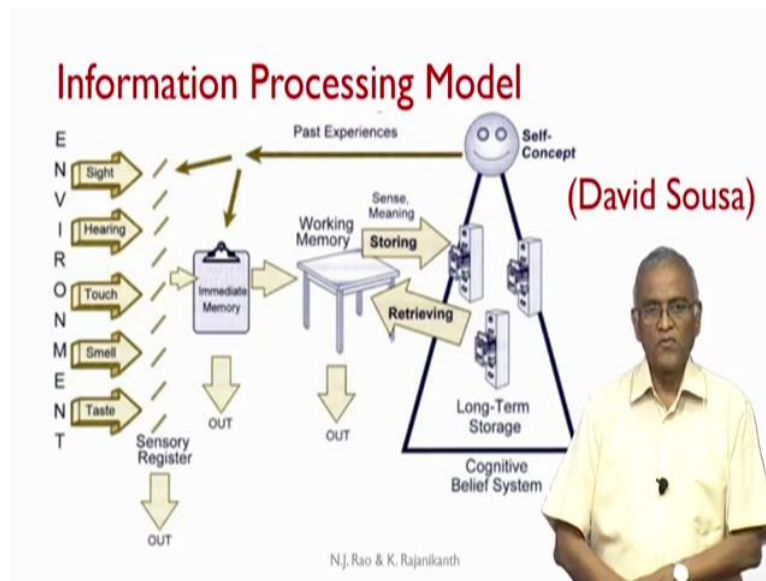 Information Processing Model
(David Sousa)
ENVIRONMENT
Sight
Hearing
Touch
Smell
Taste
Sensory
Register
OUT
Past Experiences
Immediate
Memory
OUT
Working
Memory
OUT
Sense,
Meaning
Storing
Retrieving
Self-
Concept
Long-Term
Storage
Cognitive
Belief System
N.J. Rao & K. Rajanikanth